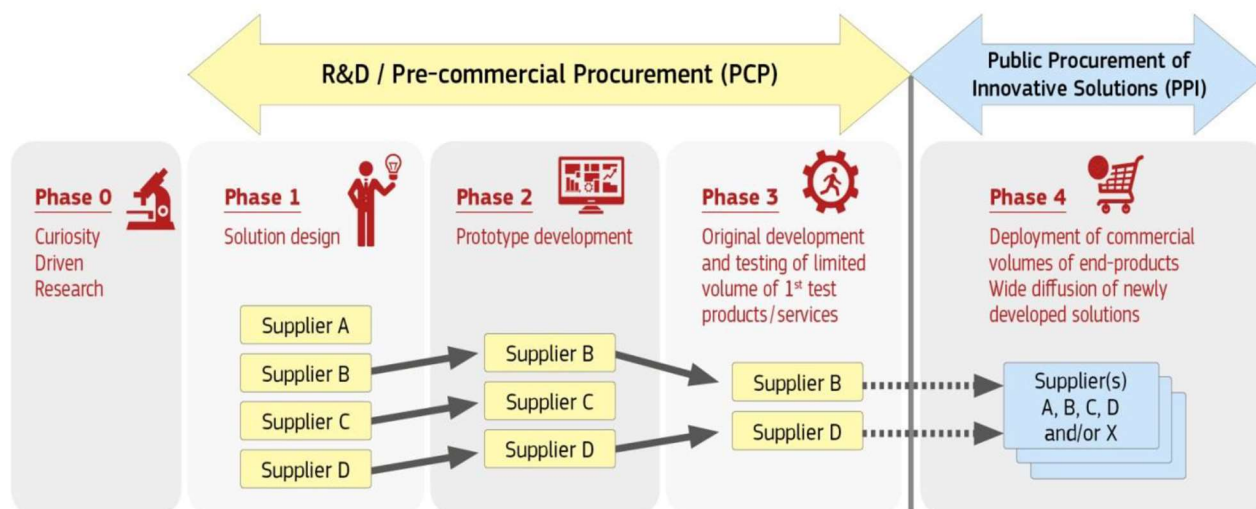 R&D / Pre-commercial Procurement (PCP)
Public Procurement of
Innovative Solutions (PPI)
Phase 0
Curiosity
Driven
Research
Phase 1
Solution design
Supplier A
Supplier B
Supplier C
Supplier D
Phase 2
Prototype development
Supplier B
Supplier C
Supplier D
Phase 3
Original development
and testing of limited
volume of 1st test
products/services
Supplier B
Supplier D
Phase 4
Deployment of commercial
volumes of end-products
Wide diffusion of newly
developed solutions
Supplier(s)
A, B, C, D
and/or X